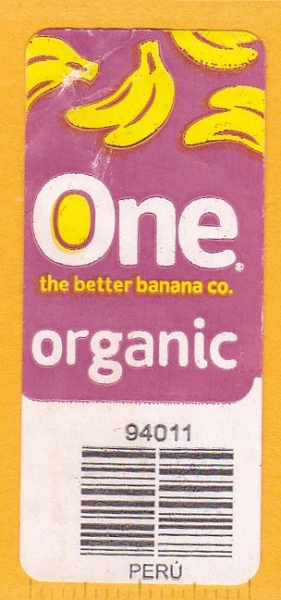 One
the better banana co.
organic
94011
PERÚ